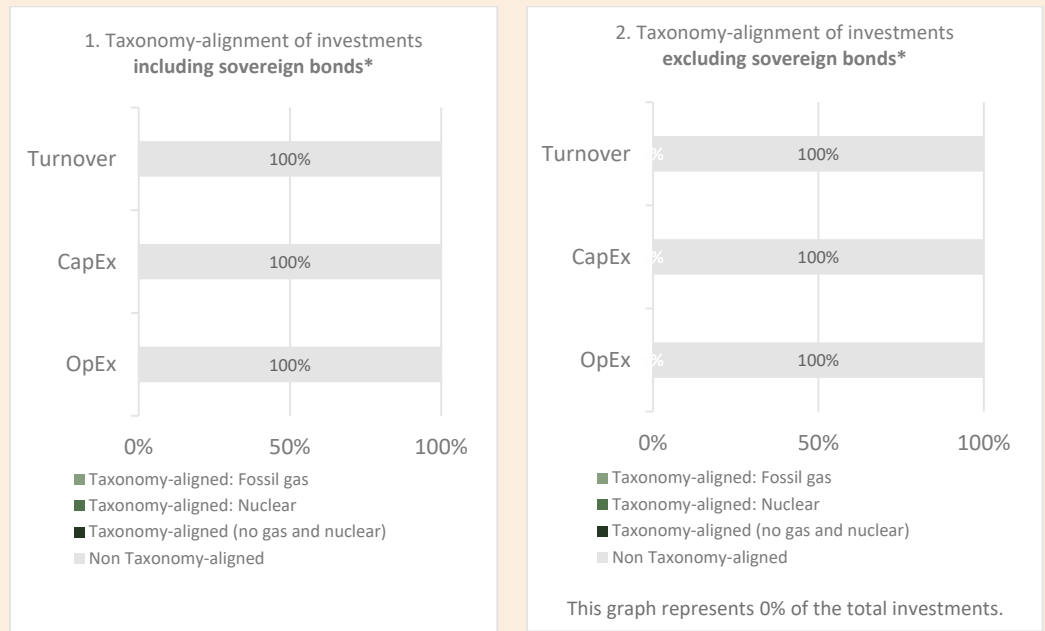 1. Taxonomy-alignment of investments
including sovereign bonds*
Turnover
100%
CapEx
100%
OpEx
100%
0%
50%
100%
Taxonomy-aligned: Fossil gas
Taxonomy-aligned: Nuclear
Taxonomy-aligned (no gas and nuclear)
Non Taxonomy-aligned
2. Taxonomy-alignment of investments
excluding sovereign bonds*
Turnover
%
100%
CapEx
%
100%
OpEx
%
100%
0%
50%
100%
Taxonomy-aligned: Fossil gas
Taxonomy-aligned: Nuclear
Taxonomy-aligned (no gas and nuclear)
Non Taxonomy-aligned
This graph represents 0% of the total investments.